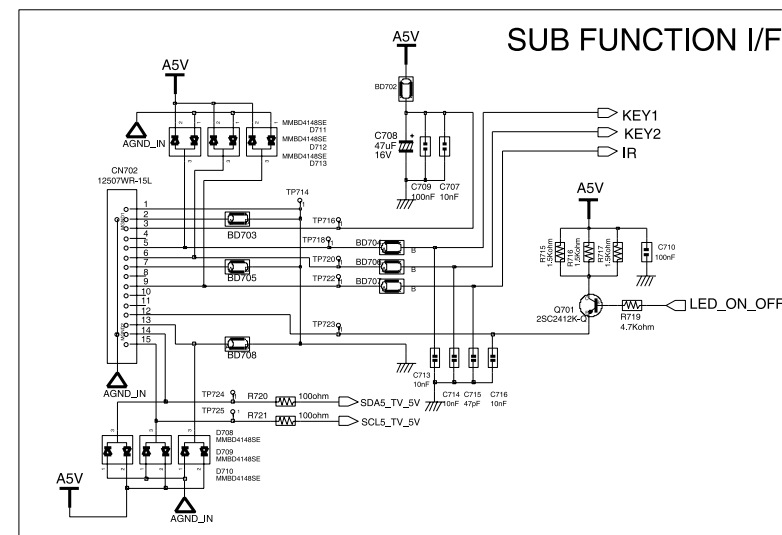 SUB FUNCTION I/F
A5V
A5V
BD702
MMBD4148SE
D711
MMBD4148SE
D712
MMBD4148SE
D713
AGND_IN
C708
47uF
16V
C709
100nF
C707
10nF
KEY1
KEY2
IR
CN702
12507WR-15L
1
2
3
4
5
6
7
8
9
10
11
12
13
14
15
TP714
TP716
TP718
TP720
TP722
TP723
BD703
BD705
BD708
BD704
BD706
BD707
B
B
B
A5V
R715
1.5Kohm
R716
1.5Kohm
R717
1.5Kohm
C710
100nF
Q701
2SC2412K-Q
R719
4.7Kohm
LED_ON_OFF
C713
10nF
C714
10nF
C715
47pF
C716
10nF
AGND_IN
TP724
R720
100ohm
SDA5_TV_5V
TP725
R721
100ohm
SCL5_TV_5V
D708
MMBD4148SE
D709
MMBD4148SE
D710
MMBD4148SE
A5V
AGND_IN